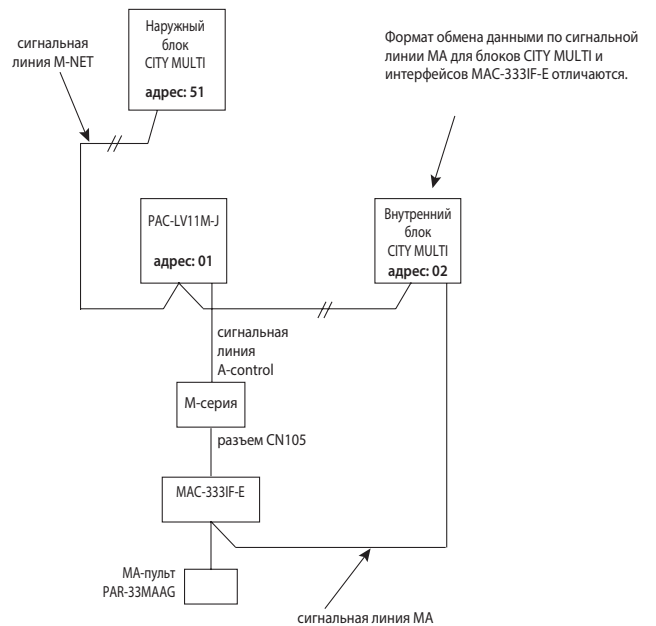 сигнальная
линия M-NET
Наружный
блок
CITY MULTI
адрес: 51
Формат обмена данными по сигнальной
линии MA для блоков CITY MULTI и
интерфейсов MAC-333IF-E отличаются.
PAC-LV11M-J
адрес: 01
Внутренний
блок
CITY MULTI
адрес: 02
сигнальная
линия
A-control
М-серия
разъем CN105
MAC-333IF-E
MA-пульт
PAR-33MAAG
сигнальная линия MA